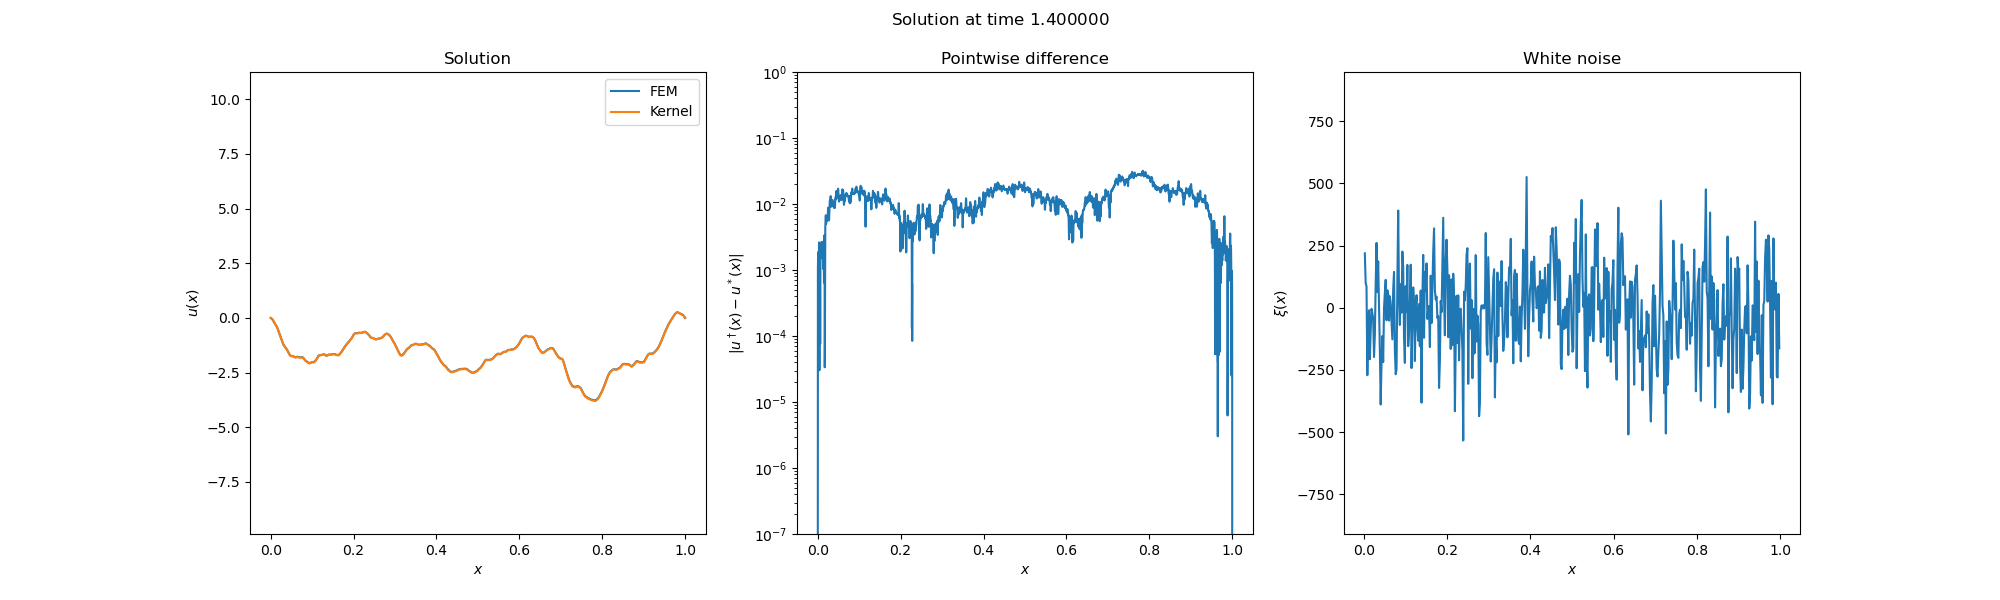 Solution at time 1.400000
Solution
10.0
7.5
5.0
2.5
0.0
−2.5
−5.0
−7.5
u(x)
0.0 0.2 0.4 0.6 0.8 1.0
x
FEM
Kernel
Pointwise difference
10⁰
10⁻¹
10⁻²
10⁻³
10⁻⁴
10⁻⁵
10⁻⁶
10⁻⁷
|u†(x) − u*(x)|
0.0 0.2 0.4 0.6 0.8 1.0
x
White noise
750
500
250
0
−250
−500
−750
ξ(x)
0.0 0.2 0.4 0.6 0.8 1.0
x